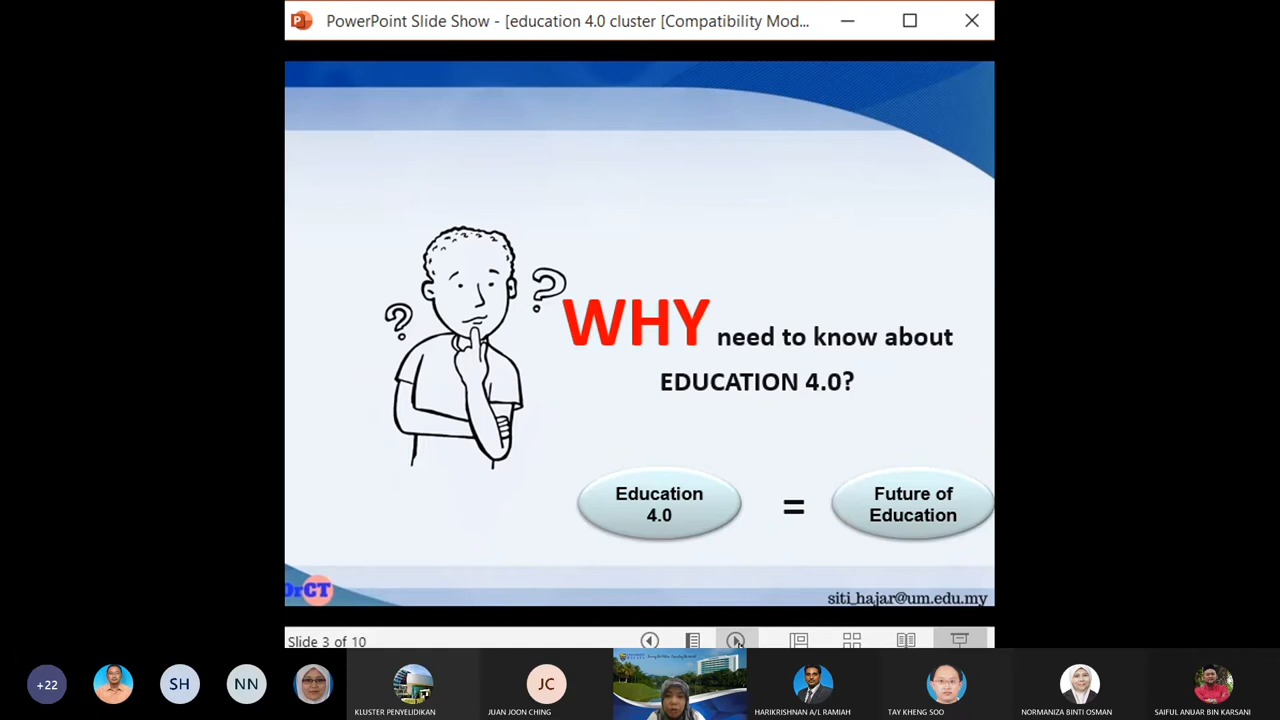 PowerPoint Slide Show - [education 4.0 cluster [Compatibility Mod...
? ?
WHY need to know about
EDUCATION 4.0?
Education
4.0
=
Future of
Education
DrCT
siti_hajar@um.edu.my
Slide 3 of 10
+22
SH
NN
KLUSTER PENYELIDIKAN
JC
JUAN JOON CHING
HARIKRISHNAN A/L RAMIAH
TAY KHENG SOO
NORMANIZA BINTI OSMAN
SAIFUL ANUAR BIN KARSANI